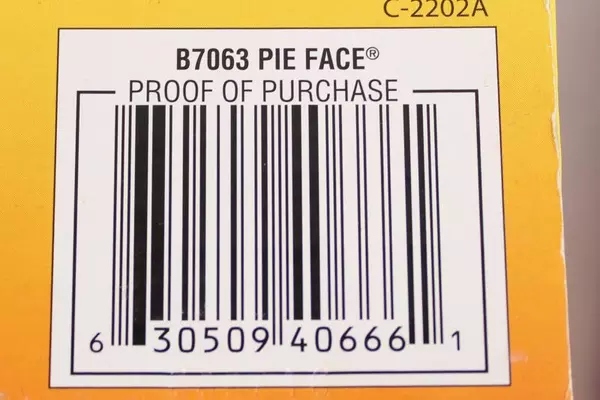 C-2202A
B7063 PIE FACE®
PROOF OF PURCHASE
6 30509 40666 1